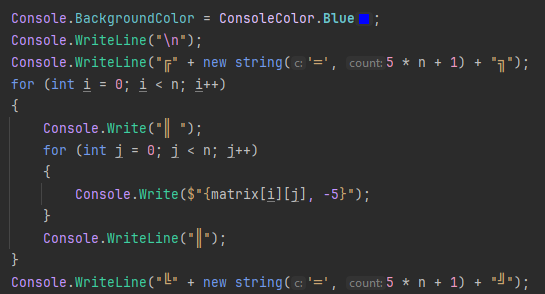 Console.BackgroundColor = ConsoleColor.Blue;
Console.WriteLine("\n");
Console.WriteLine("╔" + new string( c: '═', count: 5 * n + 1) + "╗");
for (int i = 0; i < n; i++)
{
Console.Write("║ ");
for (int j = 0; j < n; j++)
{
Console.Write($"{matrix[i][j], -5}");
}
Console.WriteLine("║");
}
Console.WriteLine("╚" + new string( c: '═', count: 5 * n + 1) + "╝");